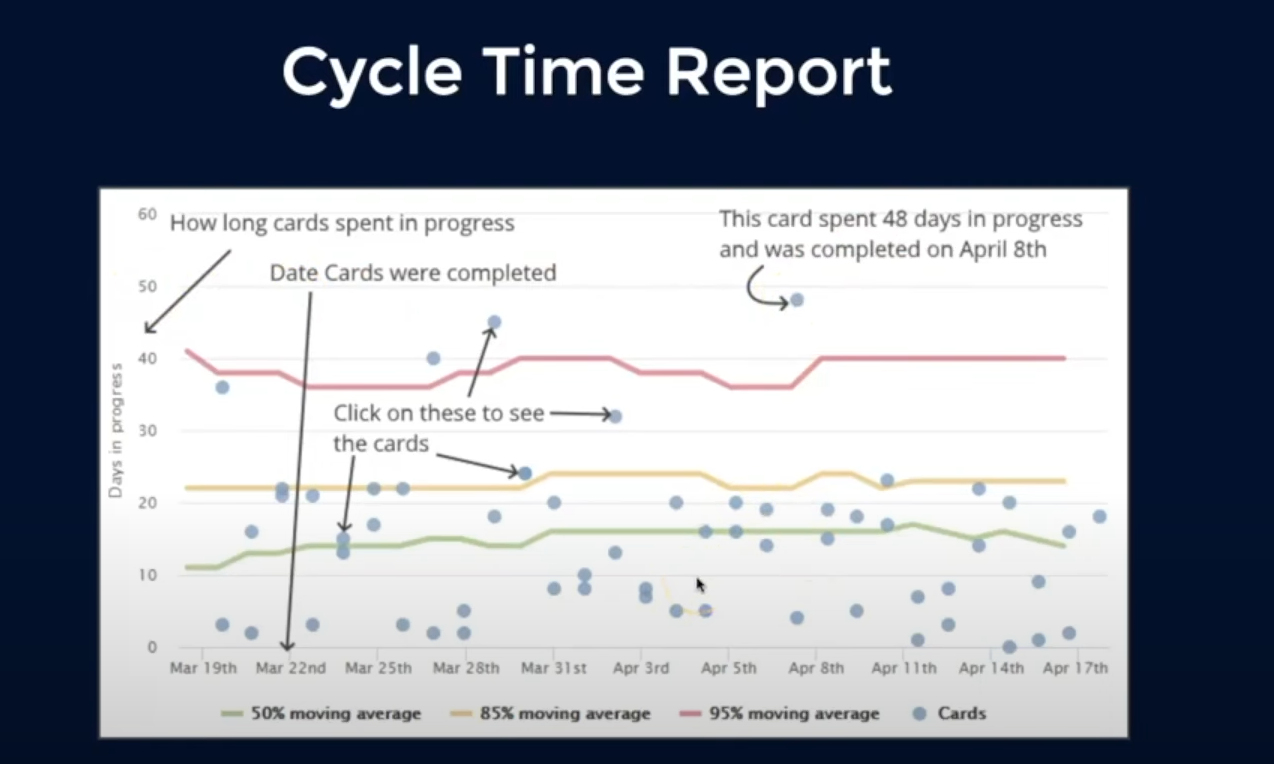 Cycle Time Report
60
How long cards spent in progress
This card spent 48 days in progress
and was completed on April 8th
Date Cards were completed
50
40
Days in progress
Click on these to see
the cards
30
20
10
0
Mar 19th Mar 22nd Mar 25th Mar 28th Mar 31st Apr 3rd Apr 5th Apr 8th Apr 11th Apr 14th Apr 17th
50% moving average 85% moving average 95% moving average Cards